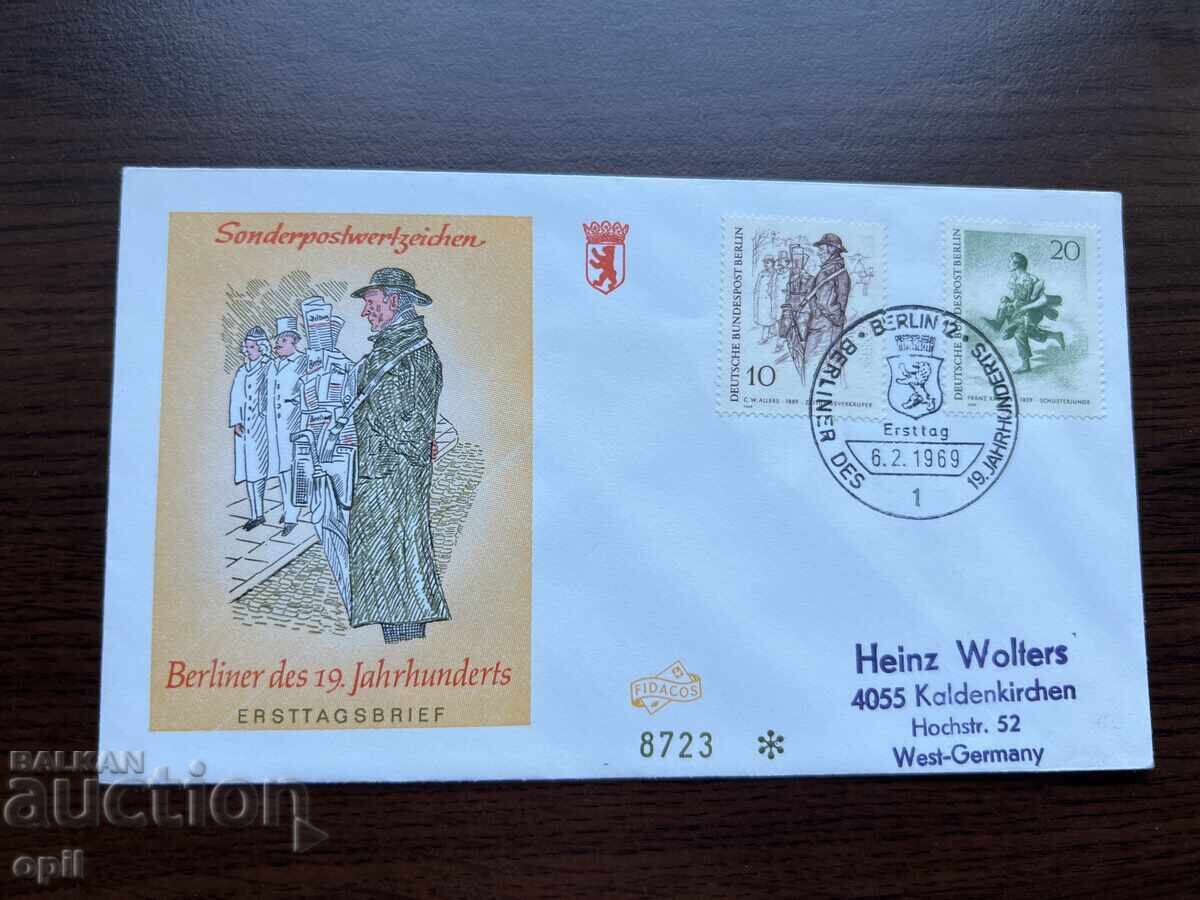 Sonderpostwertzeichen
Berliner des 19. Jahrhunderts
ERSTTAGSBRIEF
DEUTSCHE BUNDESPOST BERLIN
10
C. W. ALLERS · 1889 ·
DEUTSCHE BUNDESPOST BERLIN
20
FRANZ
1839 · SCHUSTERJUNGE
· BERLIN 12 ·
BERLINER DES 19. JAHRHUNDERTS
Ersttag
6.2.1969
1
FIDACOS
8723 *
Heinz Wolters
4055 Kaldenkirchen
Hochstr. 52
West-Germany
BALKAN
auction
opil